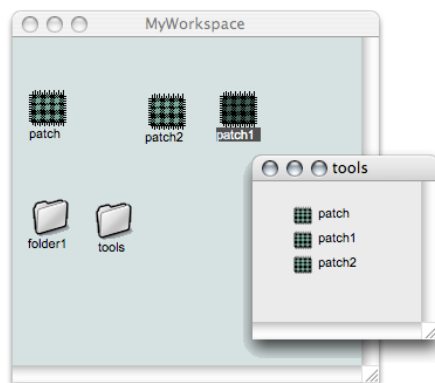 MyWorkspace
patch
patch2
patch1
folder1
tools
tools
patch
patch1
patch2